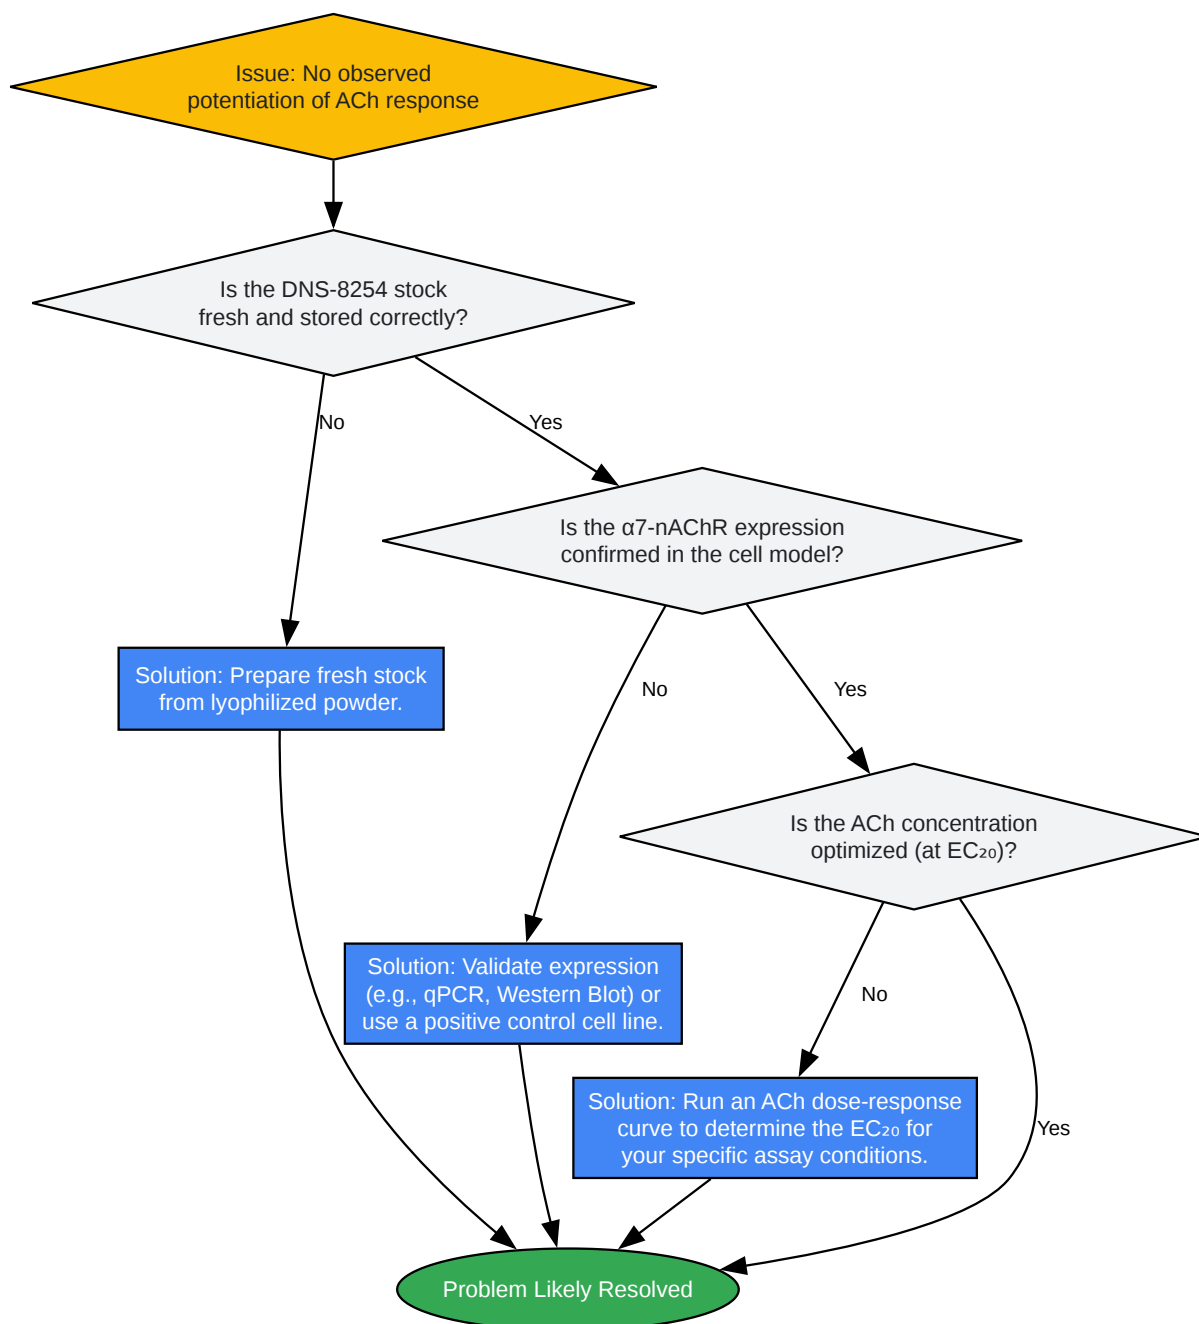 Issue: No observed
potentiation of ACh response
Is the DNS-8254 stock
fresh and stored correctly?
No
Yes
Is the α7-nAChR expression
confirmed in the cell model?
Solution: Prepare fresh stock
from lyophilized powder.
No
Yes
Is the ACh concentration
optimized (at EC₂₀)?
Solution: Validate expression
(e.g., qPCR, Western Blot) or
use a positive control cell line.
No
Solution: Run an ACh dose-response
curve to determine the EC₂₀ for
your specific assay conditions.
Yes
Problem Likely Resolved